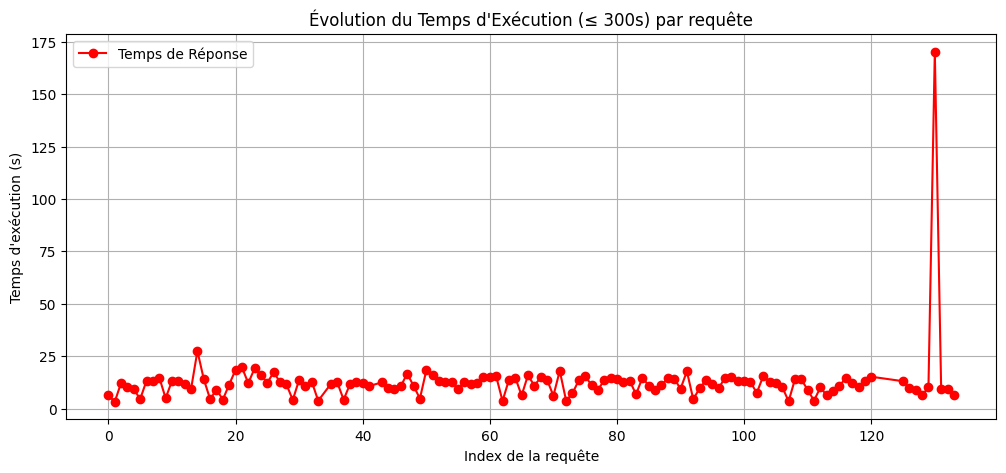 Évolution du Temps d'Exécution (≤ 300s) par requête
Temps de Réponse
Temps d'exécution (s)
175
150
125
100
75
50
25
0
0 20 40 60 80 100 120
Index de la requête